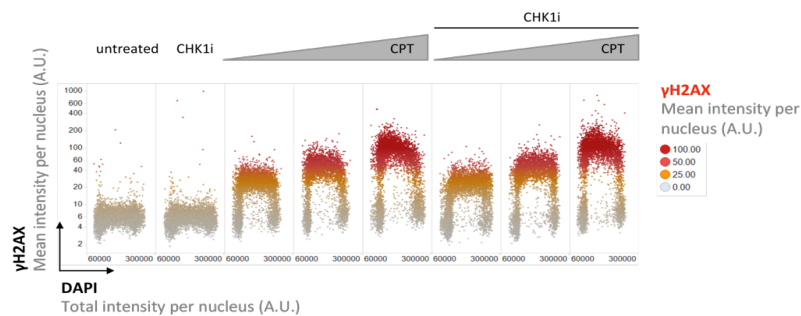 CHK1i
untreated CHK1i CPT CPT
γH2AX
Mean intensity per nucleus (A.U.)
1000
600
400
200
100
60
40
20
10
6
4
2
60000 300000 60000 300000 60000 300000 60000 300000 60000 300000 60000 300000 60000 300000 60000 300000
DAPI
Total intensity per nucleus (A.U.)
γH2AX
Mean intensity per
nucleus (A.U.)
100.00
50.00
25.00
0.00